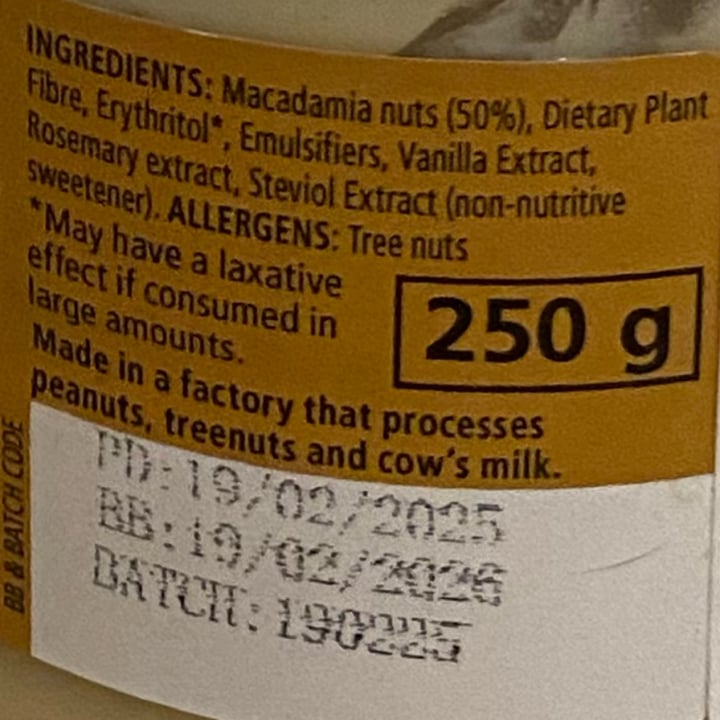 INGREDIENTS: Macadamia nuts (50%), Dietary Plant
Fibre, Erythritol*, Emulsifiers, Vanilla Extract,
Rosemary extract, Steviol Extract (non-nutritive
sweetener). ALLERGENS: Tree nuts
*May have a laxative
effect if consumed in
large amounts.
250 g
Made in a factory that processes
peanuts, treenuts and cow's milk.
BB & BATCH CODE
PD:19/02/2025
BB:19/02/2026
BATCH: 190225